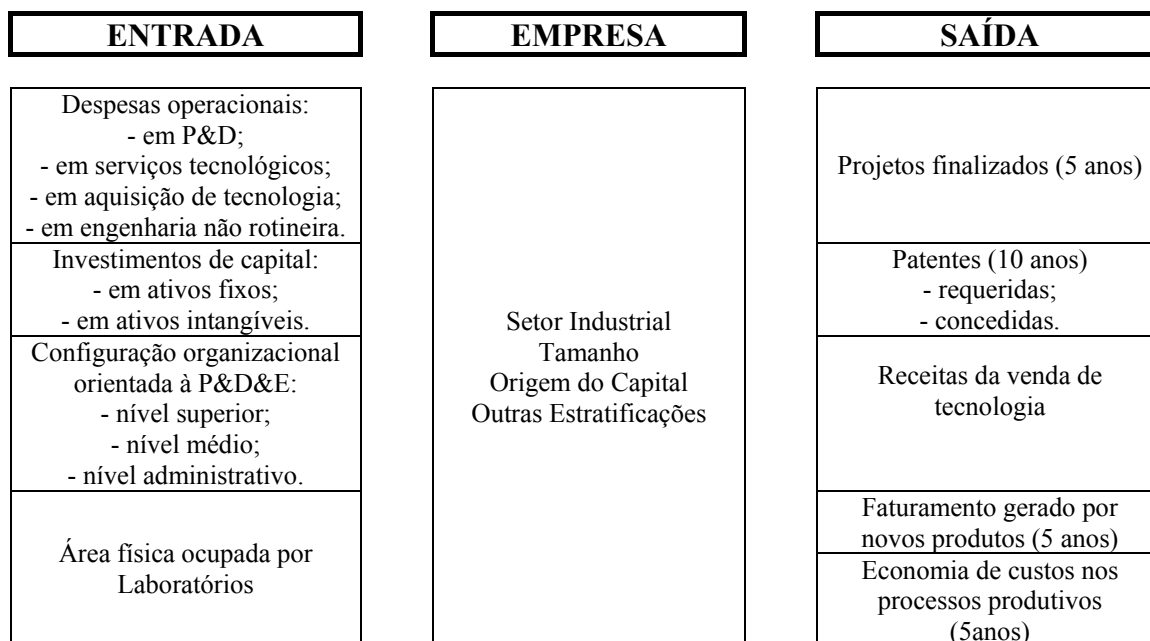 ENTRADA
Despesas operacionais:
- em P&D;
- em serviços tecnológicos;
- em aquisição de tecnologia;
- em engenharia não rotineira.
Investimentos de capital:
- em ativos fixos;
- em ativos intangíveis.
Configuração organizacional
orientada à P&D&E:
- nível superior;
- nível médio;
- nível administrativo.
Área física ocupada por
Laboratórios
EMPRESA
Setor Industrial
Tamanho
Origem do Capital
Outras Estratificações
SAÍDA
Projetos finalizados (5 anos)
Patentes (10 anos)
- requeridas;
- concedidas.
Receitas da venda de
tecnologia
Faturamento gerado por
novos produtos (5 anos)
Economia de custos nos
processos produtivos
(5anos)